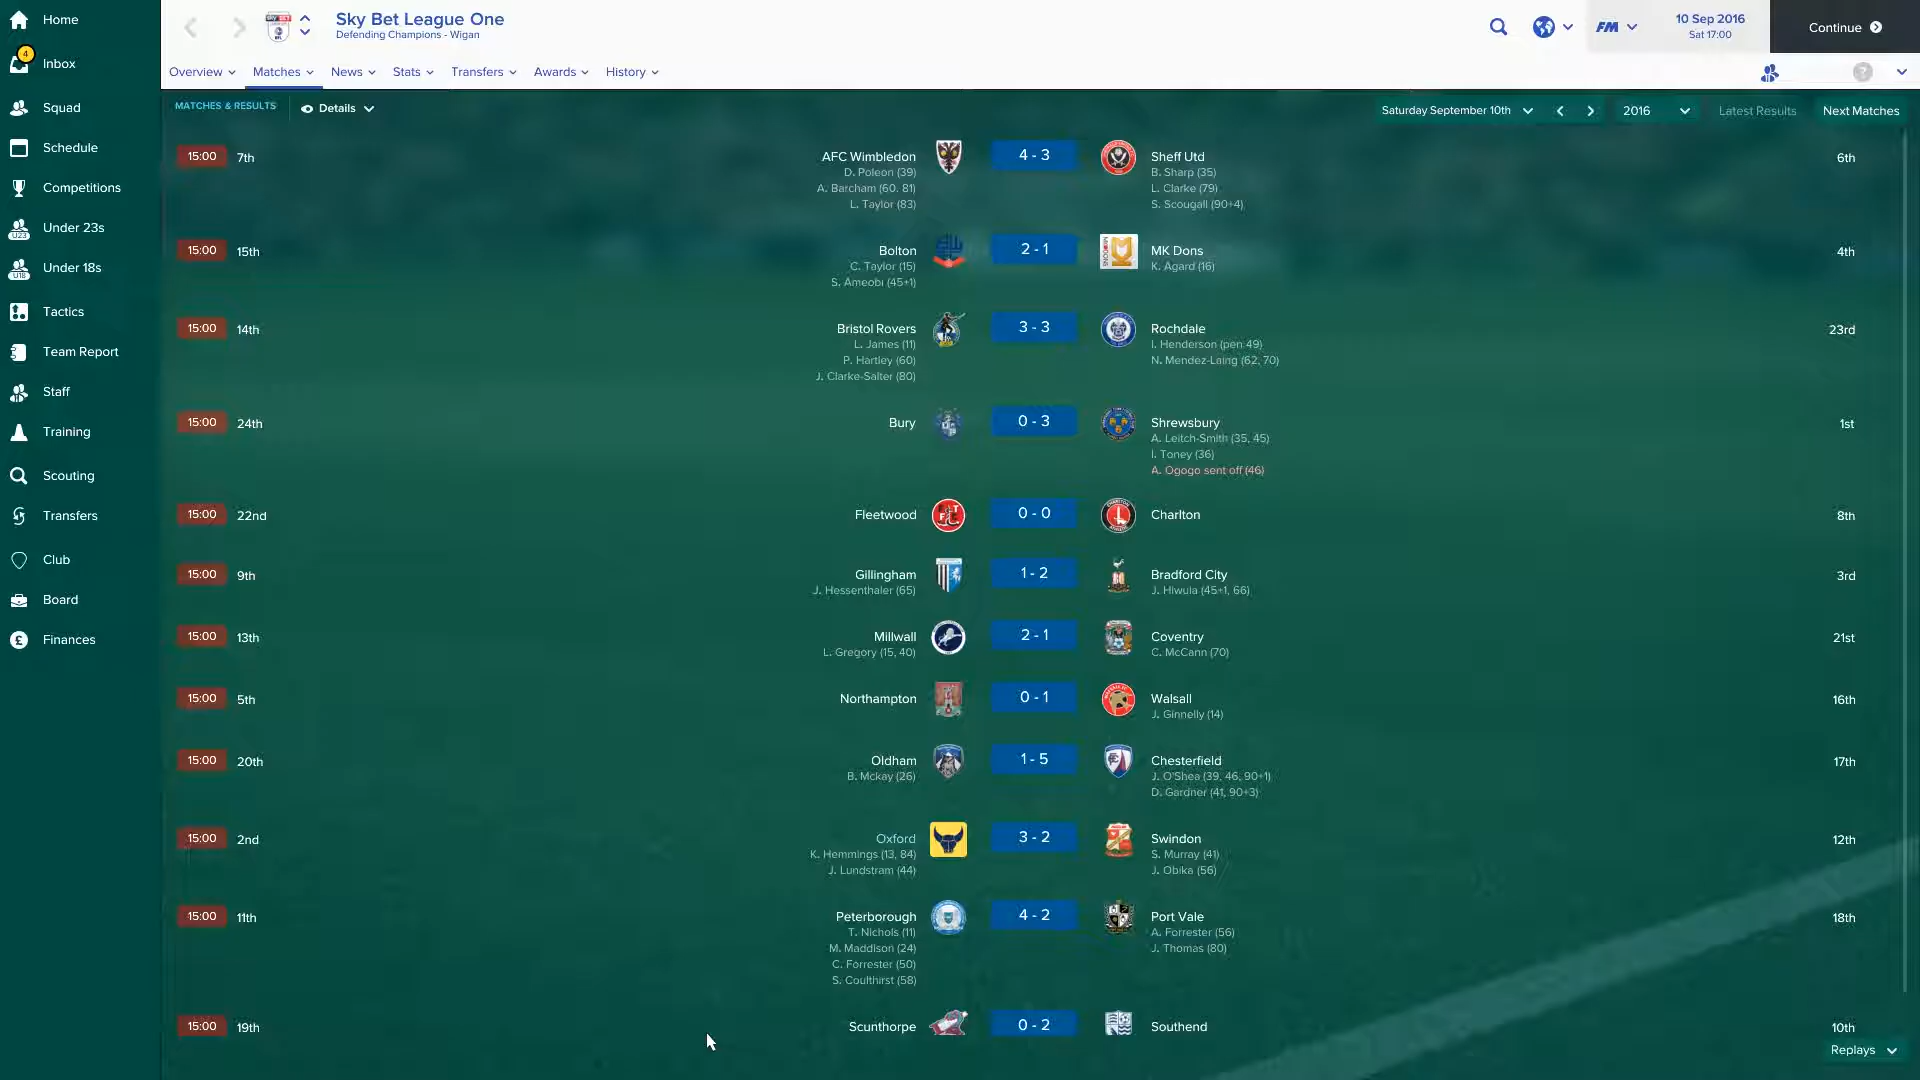 Home
4
Inbox
Squad
Schedule
Competitions
U23
Under 23s
U18
Under 18s
Tactics
Team Report
Staff
Training
Scouting
Transfers
Club
Board
£ Finances
Sky Bet League One
Defending Champions - Wigan
FM
10 Sep 2016
Sat 17:00
Continue
Overview Matches News Stats Transfers Awards History
?
MATCHES & RESULTS Details
Saturday September 10th 2016 Latest Results Next Matches
15:00 7th AFC Wimbledon 4 - 3 Sheff Utd 6th
D. Poleon (39) B. Sharp (35)
A. Barcham (60. 81) L. Clarke (79)
L. Taylor (83) S. Scougall (90+4)
15:00 15th Bolton 2 - 1 MK Dons 4th
C. Taylor (15) K. Agard (16)
S. Ameobi (45+1)
15:00 14th Bristol Rovers 3 - 3 Rochdale 23rd
L. James (11) I. Henderson (pen 49)
P. Hartley (60) N. Mendez-Laing (62, 70)
J. Clarke-Salter (80)
15:00 24th Bury 0 - 3 Shrewsbury 1st
A. Leitch-Smith (35, 45)
I. Toney (36)
A. Ogogo sent off (46)
15:00 22nd Fleetwood 0 - 0 Charlton 8th
15:00 9th Gillingham 1 - 2 Bradford City 3rd
J. Hessenthaler (65) J. Hiwula (45+1, 66)
15:00 13th Millwall 2 - 1 Coventry 21st
L. Gregory (15, 40) C. McCann (70)
15:00 5th Northampton 0 - 1 Walsall 16th
J. Ginnelly (14)
15:00 20th Oldham 1 - 5 Chesterfield 17th
B. Mckay (26) J. O'Shea (39, 46, 90+1)
D. Gardner (41, 90+3)
15:00 2nd Oxford 3 - 2 Swindon 12th
K. Hemmings (13, 84) S. Murray (41)
J. Lundstram (44) J. Obika (56)
15:00 11th Peterborough 4 - 2 Port Vale 18th
T. Nichols (11) A. Forrester (56)
M. Maddison (24) J. Thomas (80)
C. Forrester (50)
S. Coulthirst (58)
15:00 19th Scunthorpe 0 - 2 Southend 10th
Replays